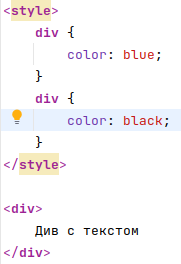 <style>
    div {
        color: blue;
    }
    div {
        color: black;
    }
</style>

<div>
    Див с текстом
</div>